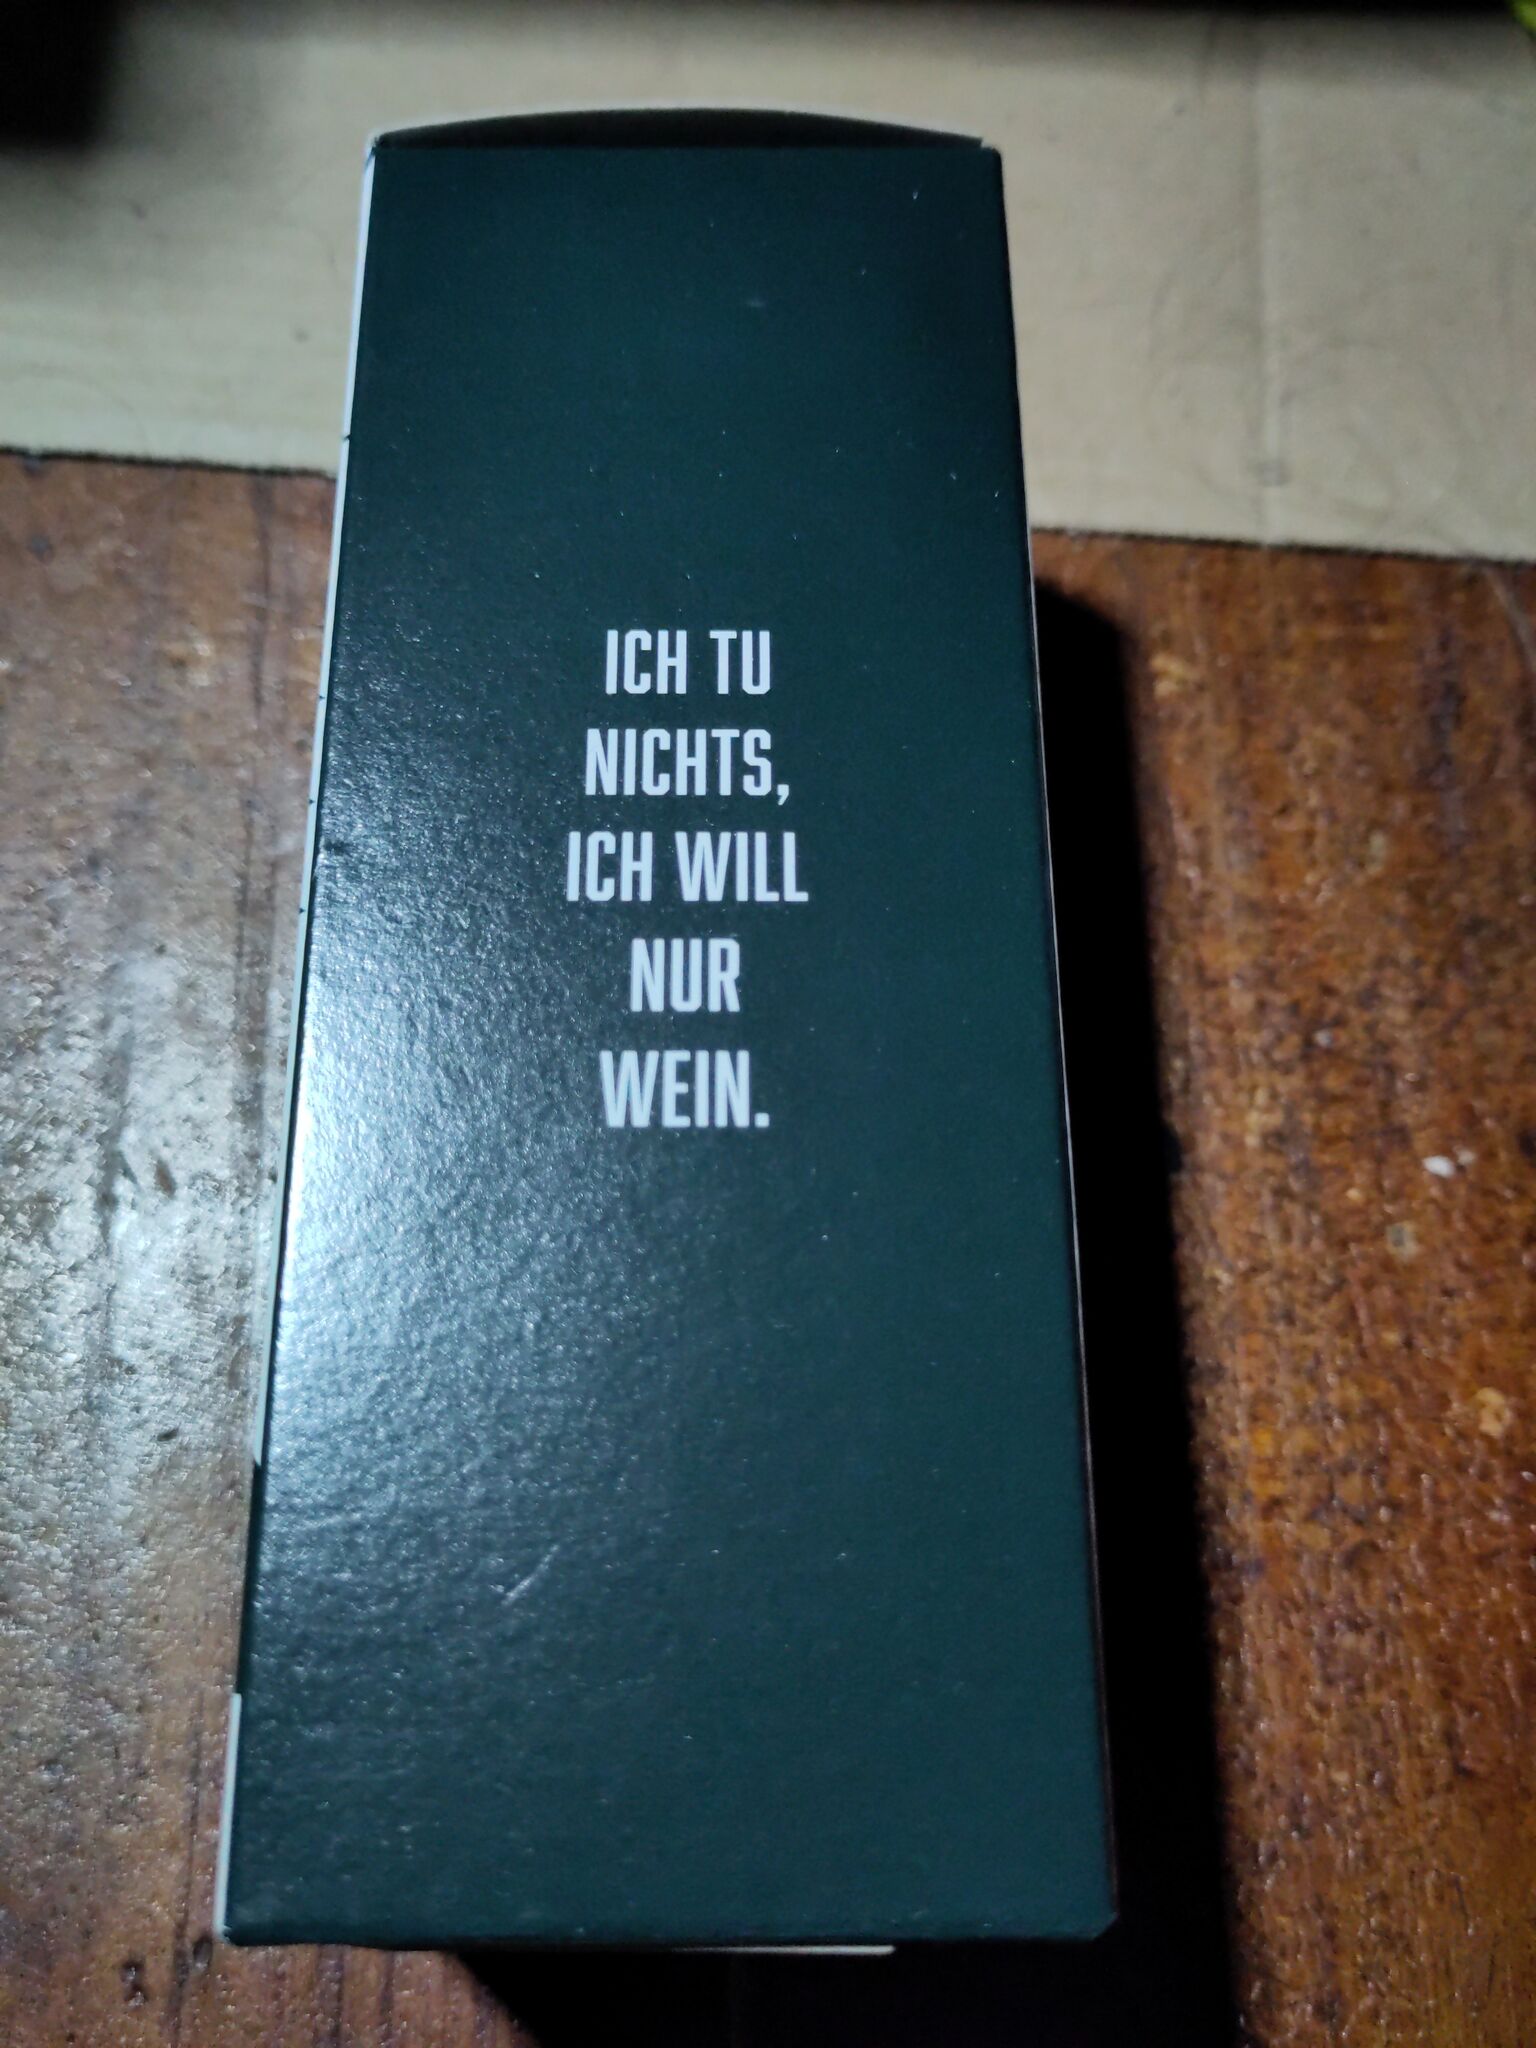 ICH TU
NICHTS,
ICH WILL
NUR
WEIN.